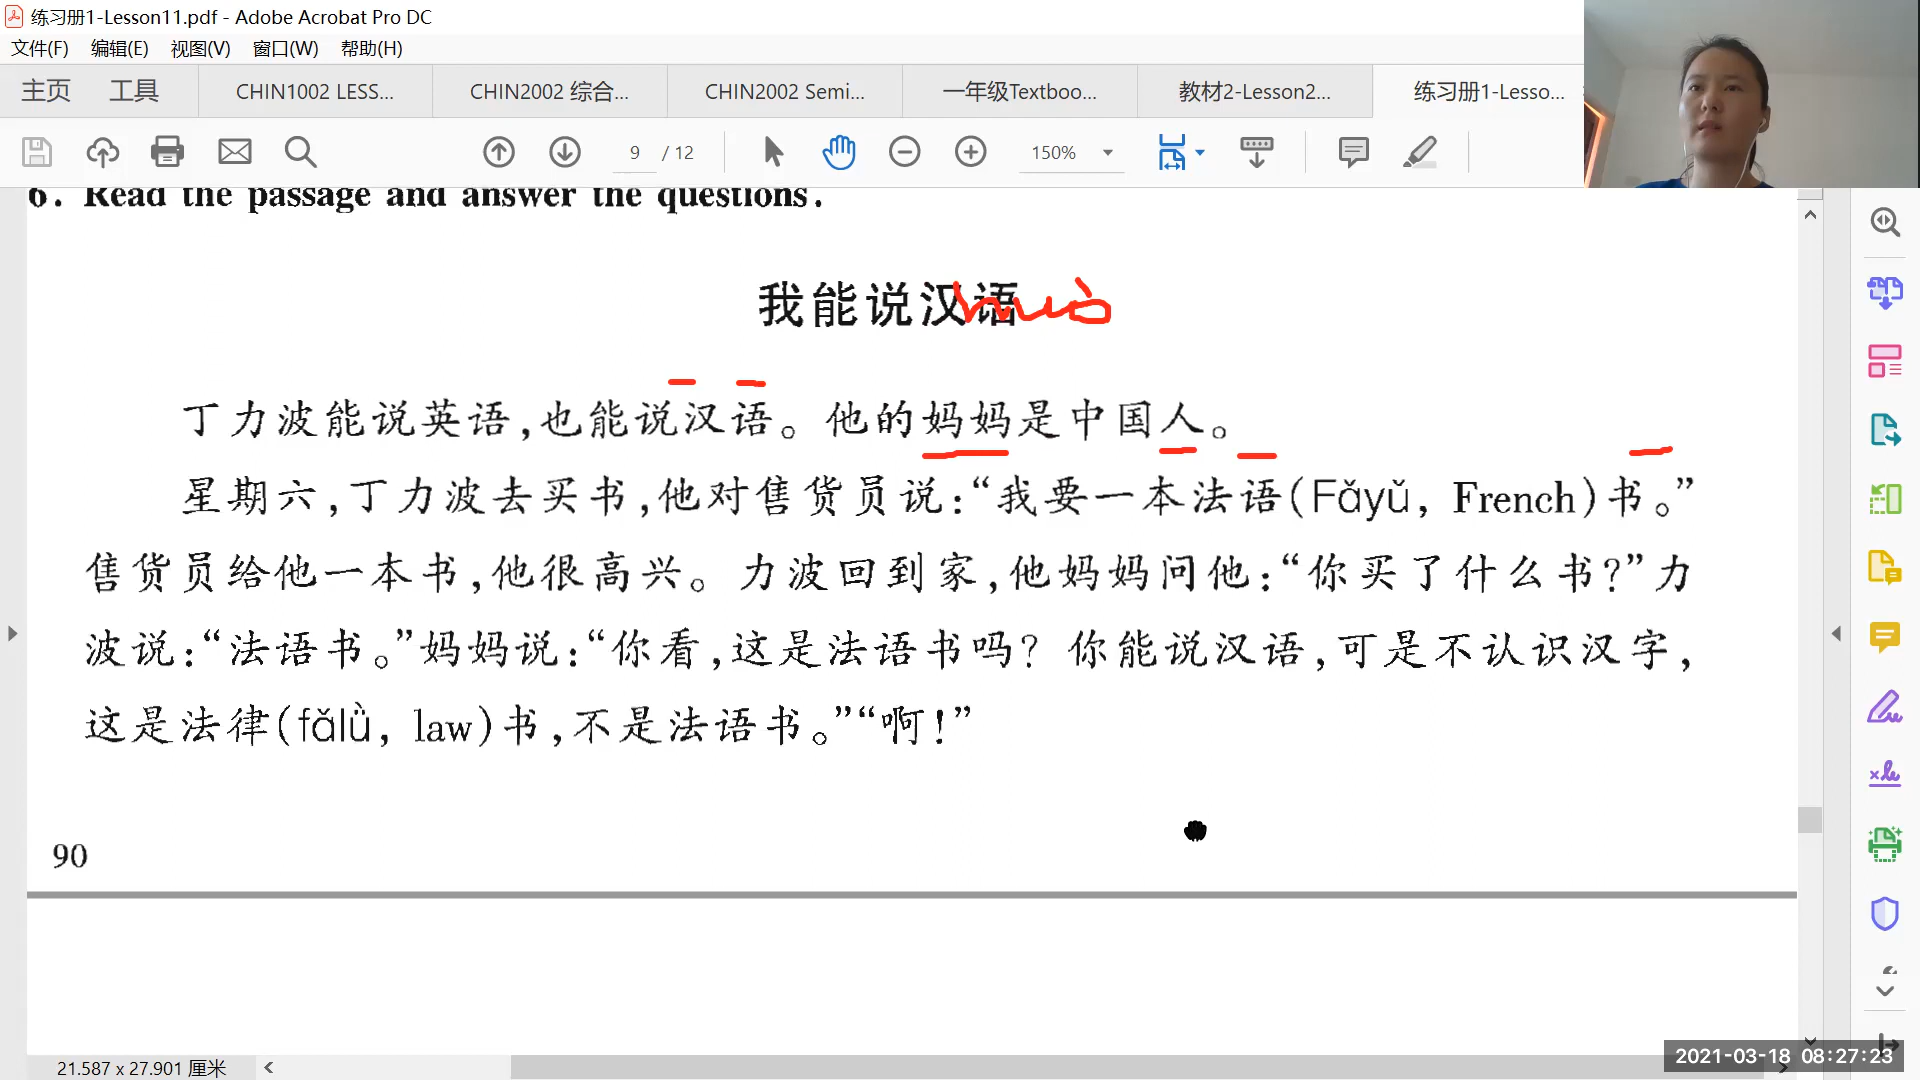 练习册1-Lesson11.pdf - Adobe Acrobat Pro DC
文件(F) 编辑(E) 视图(V) 窗口(W) 帮助(H)
主页 工具 CHIN1002 LESS... CHIN2002 综合... CHIN2002 Semi... 一年级Textboo... 教材2-Lesson2... 练习册1-Lesso...
9 / 12 150%
6. Read the passage and answer the questions.
我能说汉语
huò
丁力波能说英语,也能说汉语。他的妈妈是中国人。
星期六,丁力波去买书,他对售货员说:“我要一本法语(Fǎyǔ, French)书。”
售货员给他一本书,他很高兴。力波回到家,他妈妈问他:“你买了什么书?”力
波说:“法语书。”妈妈说:“你看,这是法语书吗? 你能说汉语,可是不认识汉字,
这是法律(fǎlǜ, law)书,不是法语书。”“啊!”
90
21.587 x 27.901 厘米
2021-03-18 08:27:23